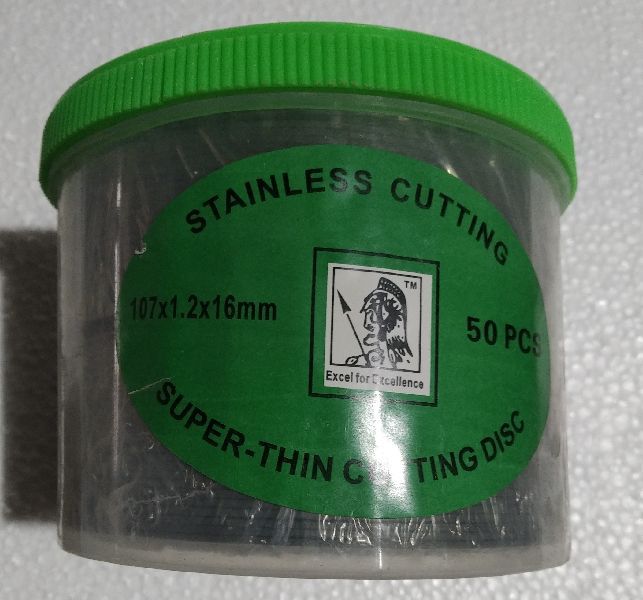 STAINLESS CUTTING
107x1.2x16mm
TM
Excel for Excellence
50 PCS
SUPER-THIN CUTTING DISC